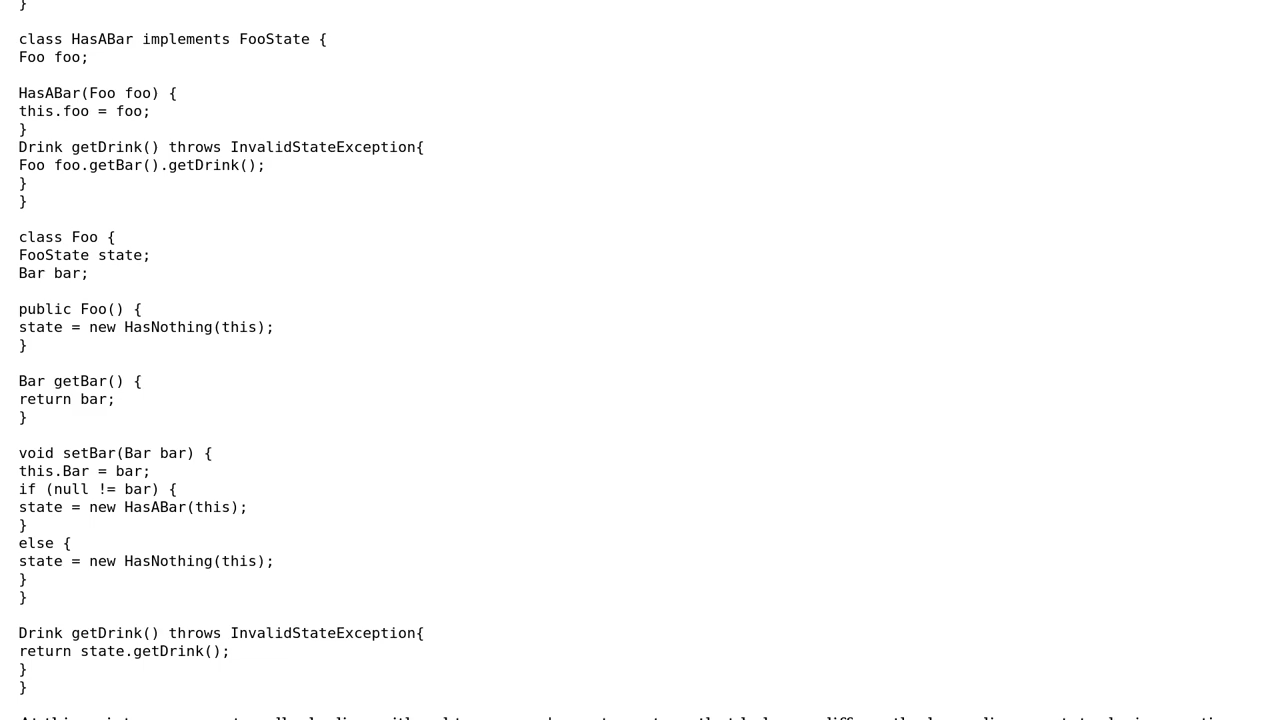 }
class HasABar implements FooState {
Foo foo;
HasABar(Foo foo) {
this.foo = foo;
}
Drink getDrink() throws InvalidStateException{
Foo foo.getBar().getDrink();
}
}
class Foo {
FooState state;
Bar bar;
public Foo() {
state = new HasNothing(this);
}
Bar getBar() {
return bar;
}
void setBar(Bar bar) {
this.Bar = bar;
if (null != bar) {
state = new HasABar(this);
}
else {
state = new HasNothing(this);
}
}
Drink getDrink() throws InvalidStateException{
return state.getDrink();
}
}